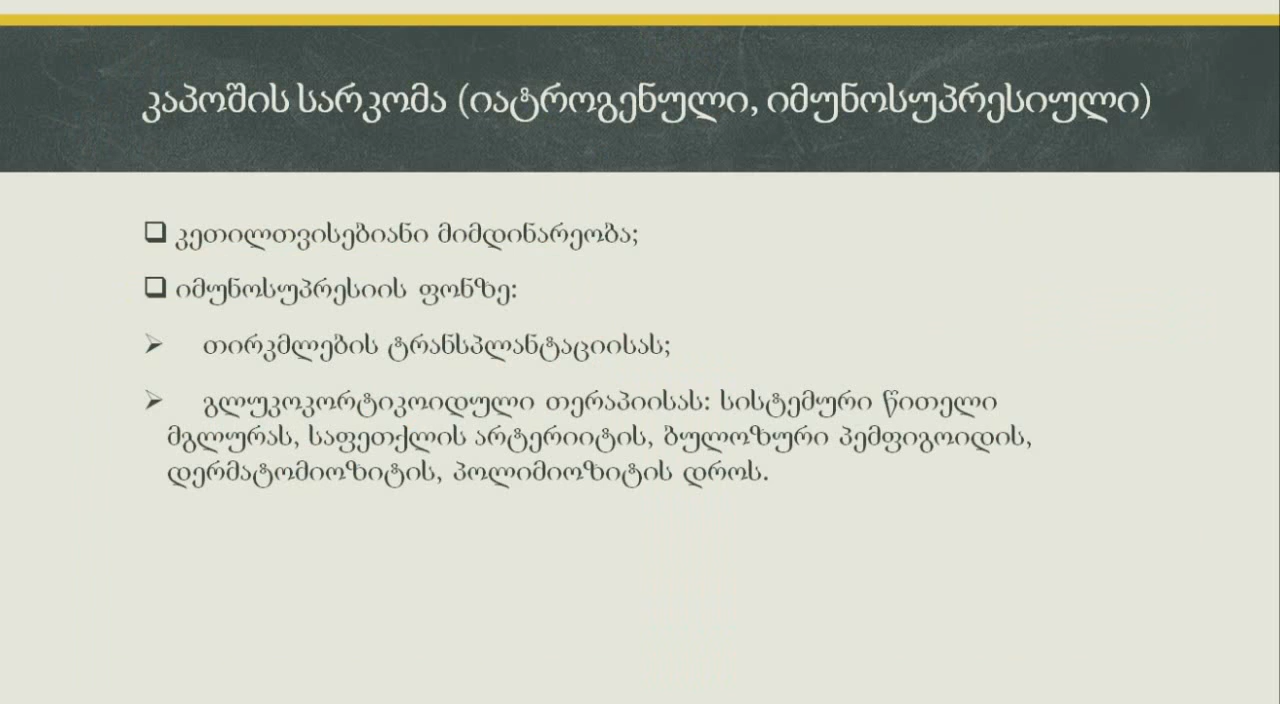 კაპოშის სარკომა (იატროგენული, იმუნოსუპრესიული)
❑ კეთილთვისებიანი მიმდინარეობა;
❑ იმუნოსუპრესიის ფონზე:
➢ თირკმლების ტრანსპლანტაციისას;
➢ გლუკოკორტიკოიდული თერაპიისას: სისტემური წითელი
მგლურას, საფეთქლის არტერიიტის, ბულოზური პემფიგოიდის,
დერმატომიოზიტის, პოლიმიოზიტის დროს.